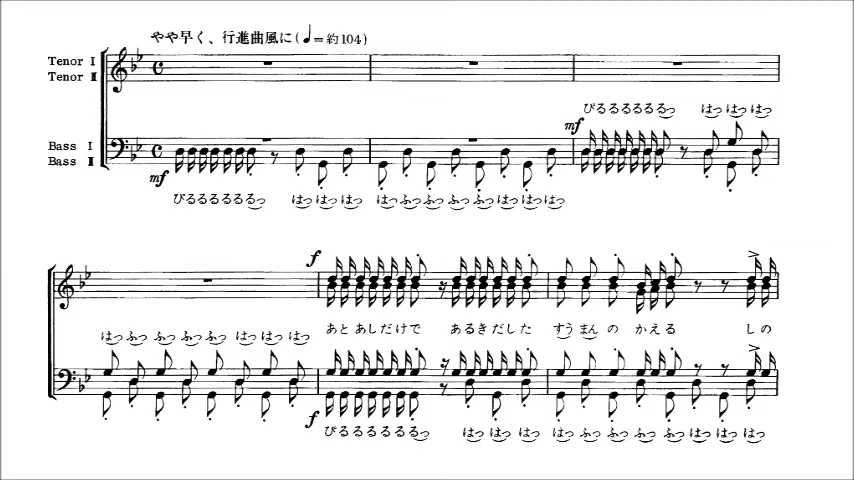 やや早く、行進曲風に(♩=約104)
Tenor Ⅰ
Tenor Ⅱ
ぴるるるるるるっ はっ はっ はっ
mf
Bass Ⅰ
Bass Ⅱ
mf
ぴるるるるるるっ はっ はっ はっ はっ ふっ ふっ ふっ ふっ はっ はっ はっ
f
あと あしだけで あるきだした すう まん の かえる しの
はっ ふっ ふっ ふっ ふっ はっ はっ はっ
f
ぴるるるるるるっ はっ はっ はっ はっ ふっ ふっ ふっ ふっ はっ はっ はっ